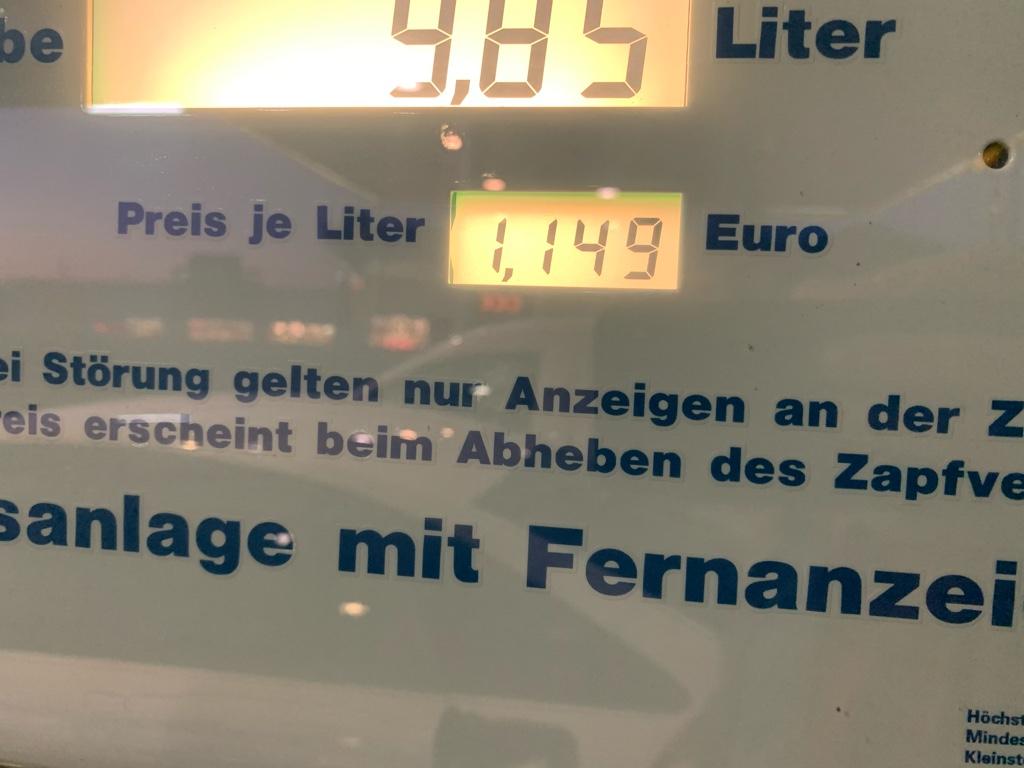 be 9,85 Liter
Preis je Liter 1,149 Euro
ei Störung gelten nur Anzeigen an der Z
reis erscheint beim Abheben des Zapfve
sanlage mit Fernanzei
Höchst
Mindes
Kleinst